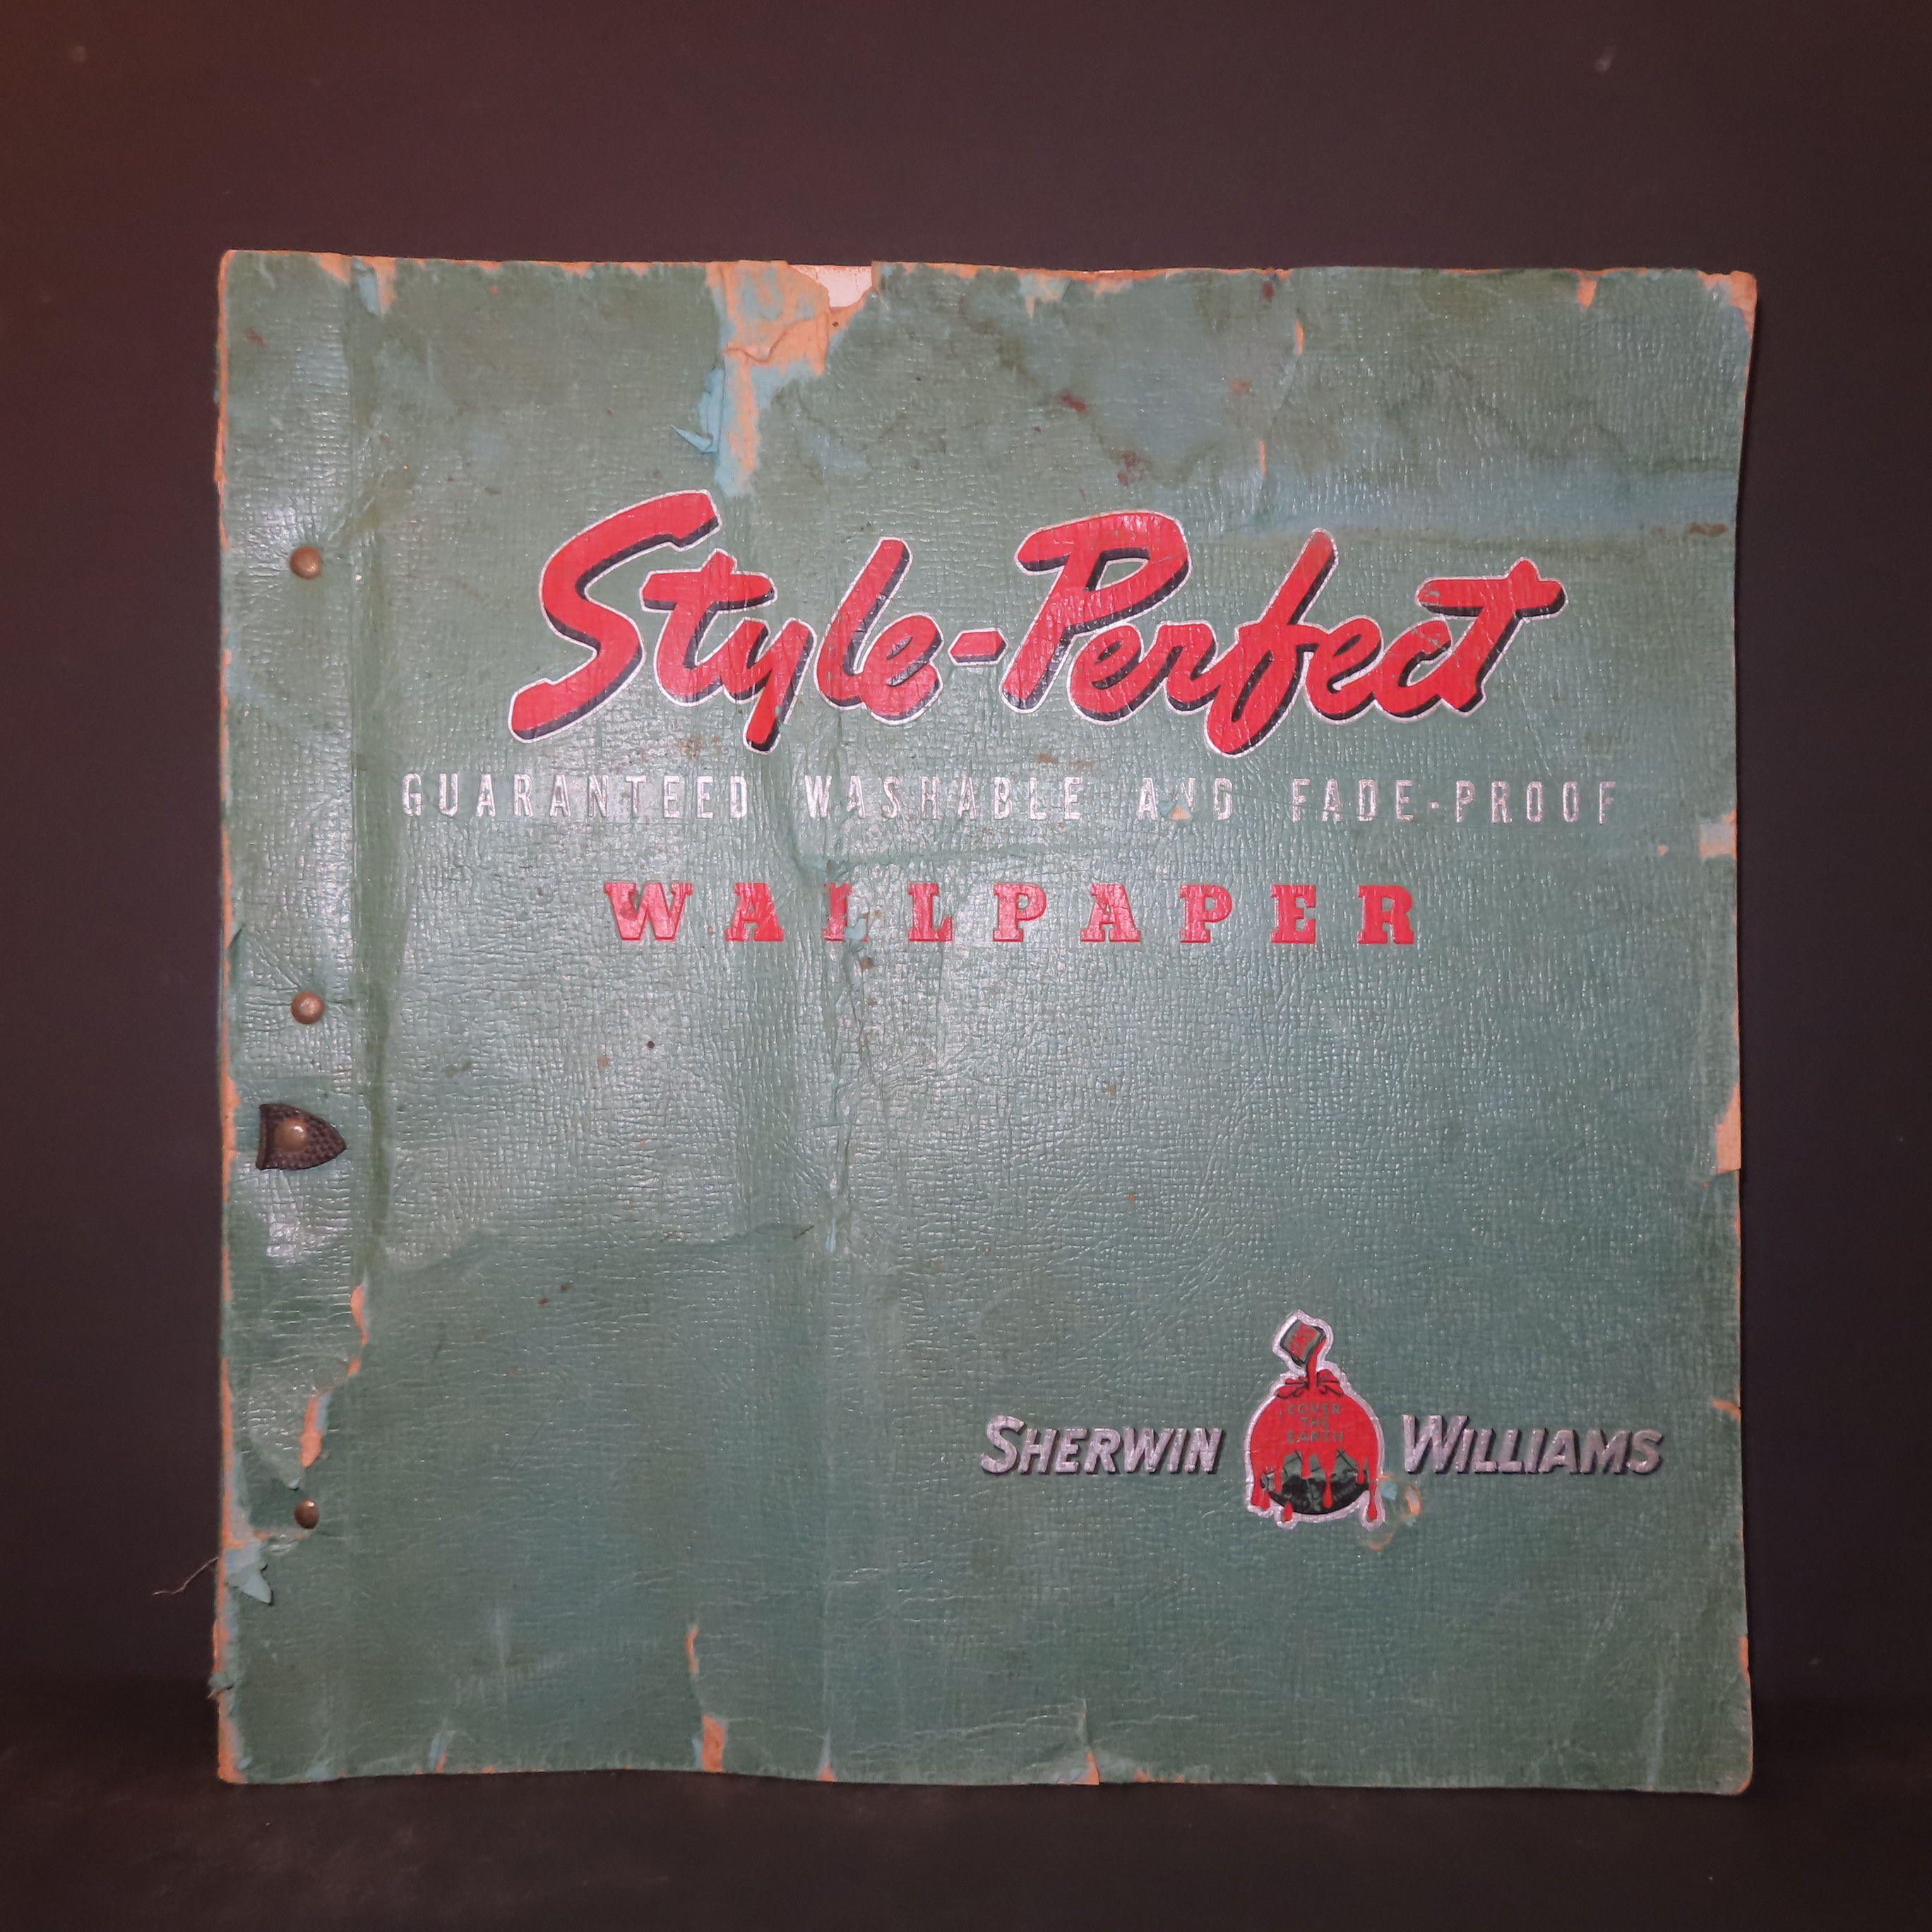 Style-Perfect
GUARANTEED WASHABLE AND FADE-PROOF
WALLPAPER
SHERWIN WILLIAMS
COVER
THE
EARTH